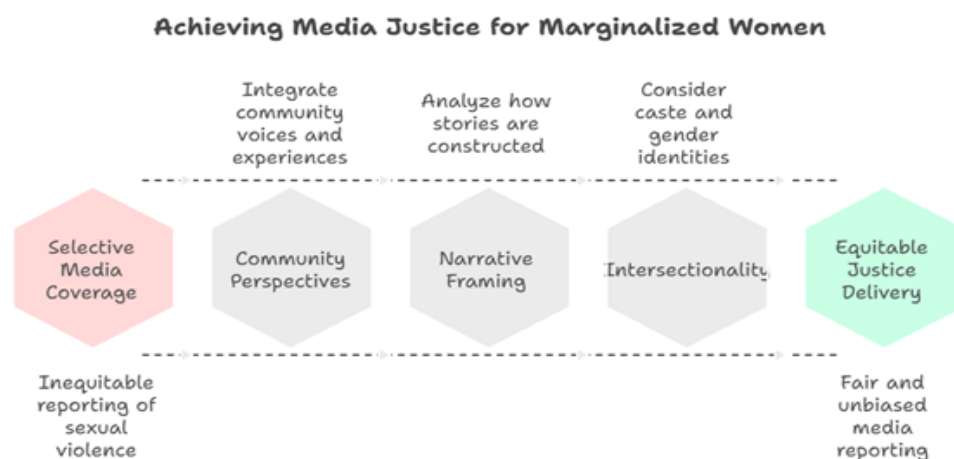 Achieving Media Justice for Marginalized Women
Integrate
community
voices and
experiences
Analyze how
stories are
constructed
Consider
caste and
gender
identities
Selective
Media
Coverage
Community
Perspectives
Narrative
Framing
Intersectionality
Equitable
Justice
Delivery
Inequitable
reporting of
sexual
violence
Fair and
unbiased
media
reporting